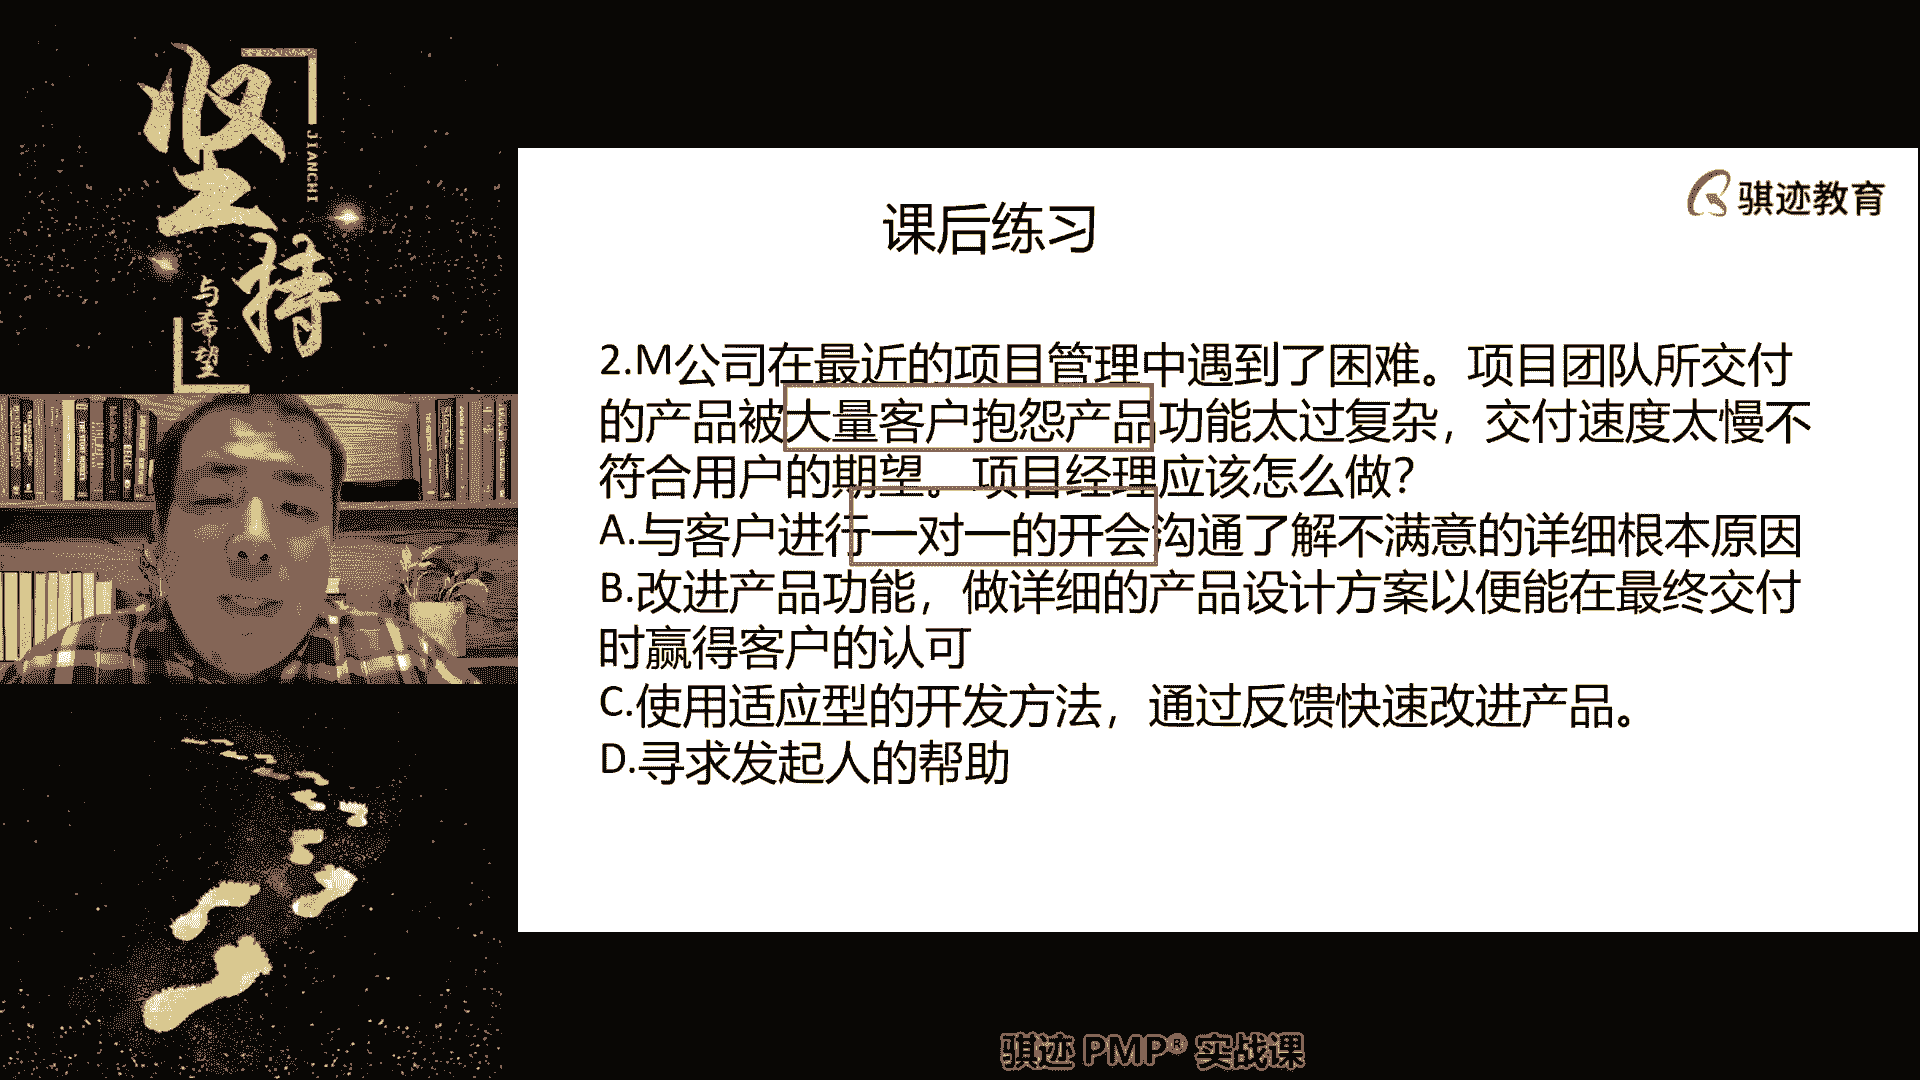 坚持
JIANCHI
与希望
骐迹教育
课后练习
2.M公司在最近的项目管理中遇到了困难。项目团队所交付
的产品被大量客户抱怨产品功能太过复杂，交付速度太慢不
符合用户的期望。项目经理应该怎么做？
A.与客户进行一对一的开会沟通了解不满意的详细根本原因
B.改进产品功能，做详细的产品设计方案以便能在最终交付
时赢得客户的认可
C.使用适应型的开发方法，通过反馈快速改进产品。
D.寻求发起人的帮助
骐迹 PMP® 实战课